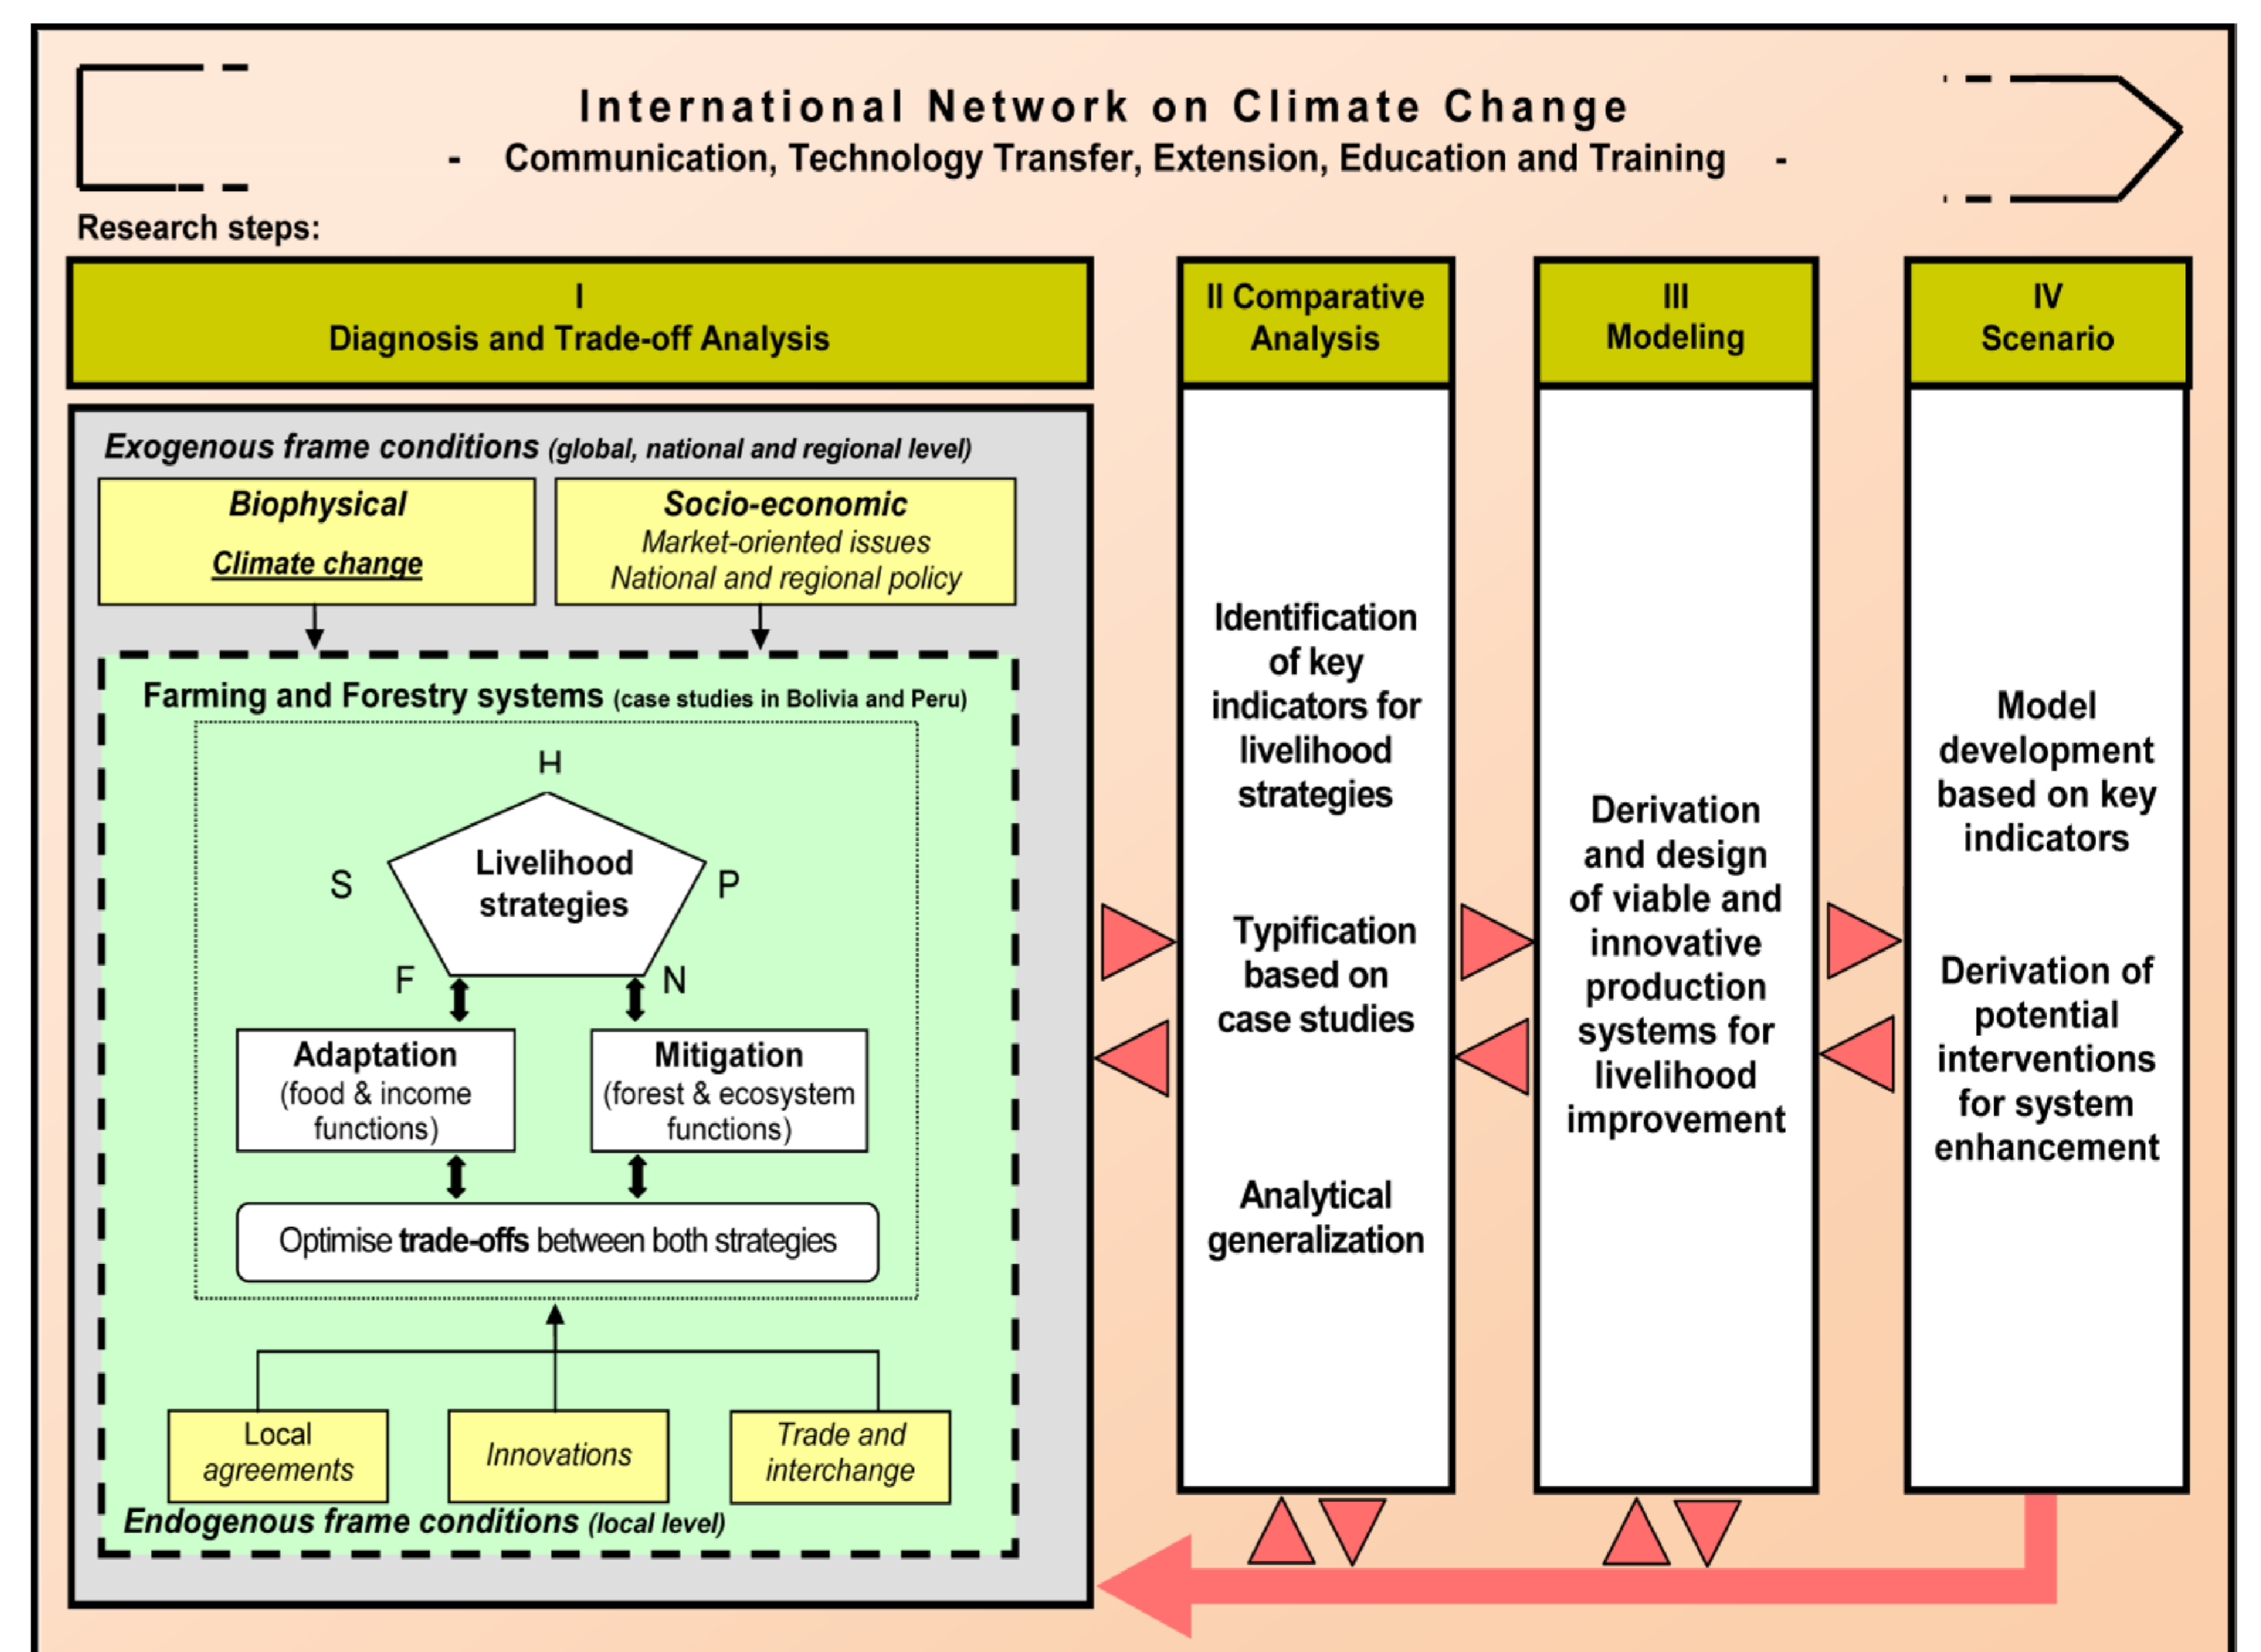 International Network on Climate Change
- Communication, Technology Transfer, Extension, Education and Training -
Research steps:
I
Diagnosis and Trade-off Analysis
Exogenous frame conditions (global, national and regional level)
Biophysical
Climate change
Socio-economic
Market-oriented issues
National and regional policy
Farming and Forestry systems (case studies in Bolivia and Peru)
H
Livelihood
strategies
S
P
F
N
Adaptation
(food & income
functions)
Mitigation
(forest & ecosystem
functions)
Optimise trade-offs between both strategies
Local
agreements
Innovations
Trade and
interchange
Endogenous frame conditions (local level)
II Comparative
Analysis
Identification
of key
indicators for
livelihood
strategies
Typification
based on
case studies
Analytical
generalization
III
Modeling
Derivation
and design
of viable and
innovative
production
systems for
livelihood
improvement
IV
Scenario
Model
development
based on key
indicators
Derivation of
potential
interventions
for system
enhancement